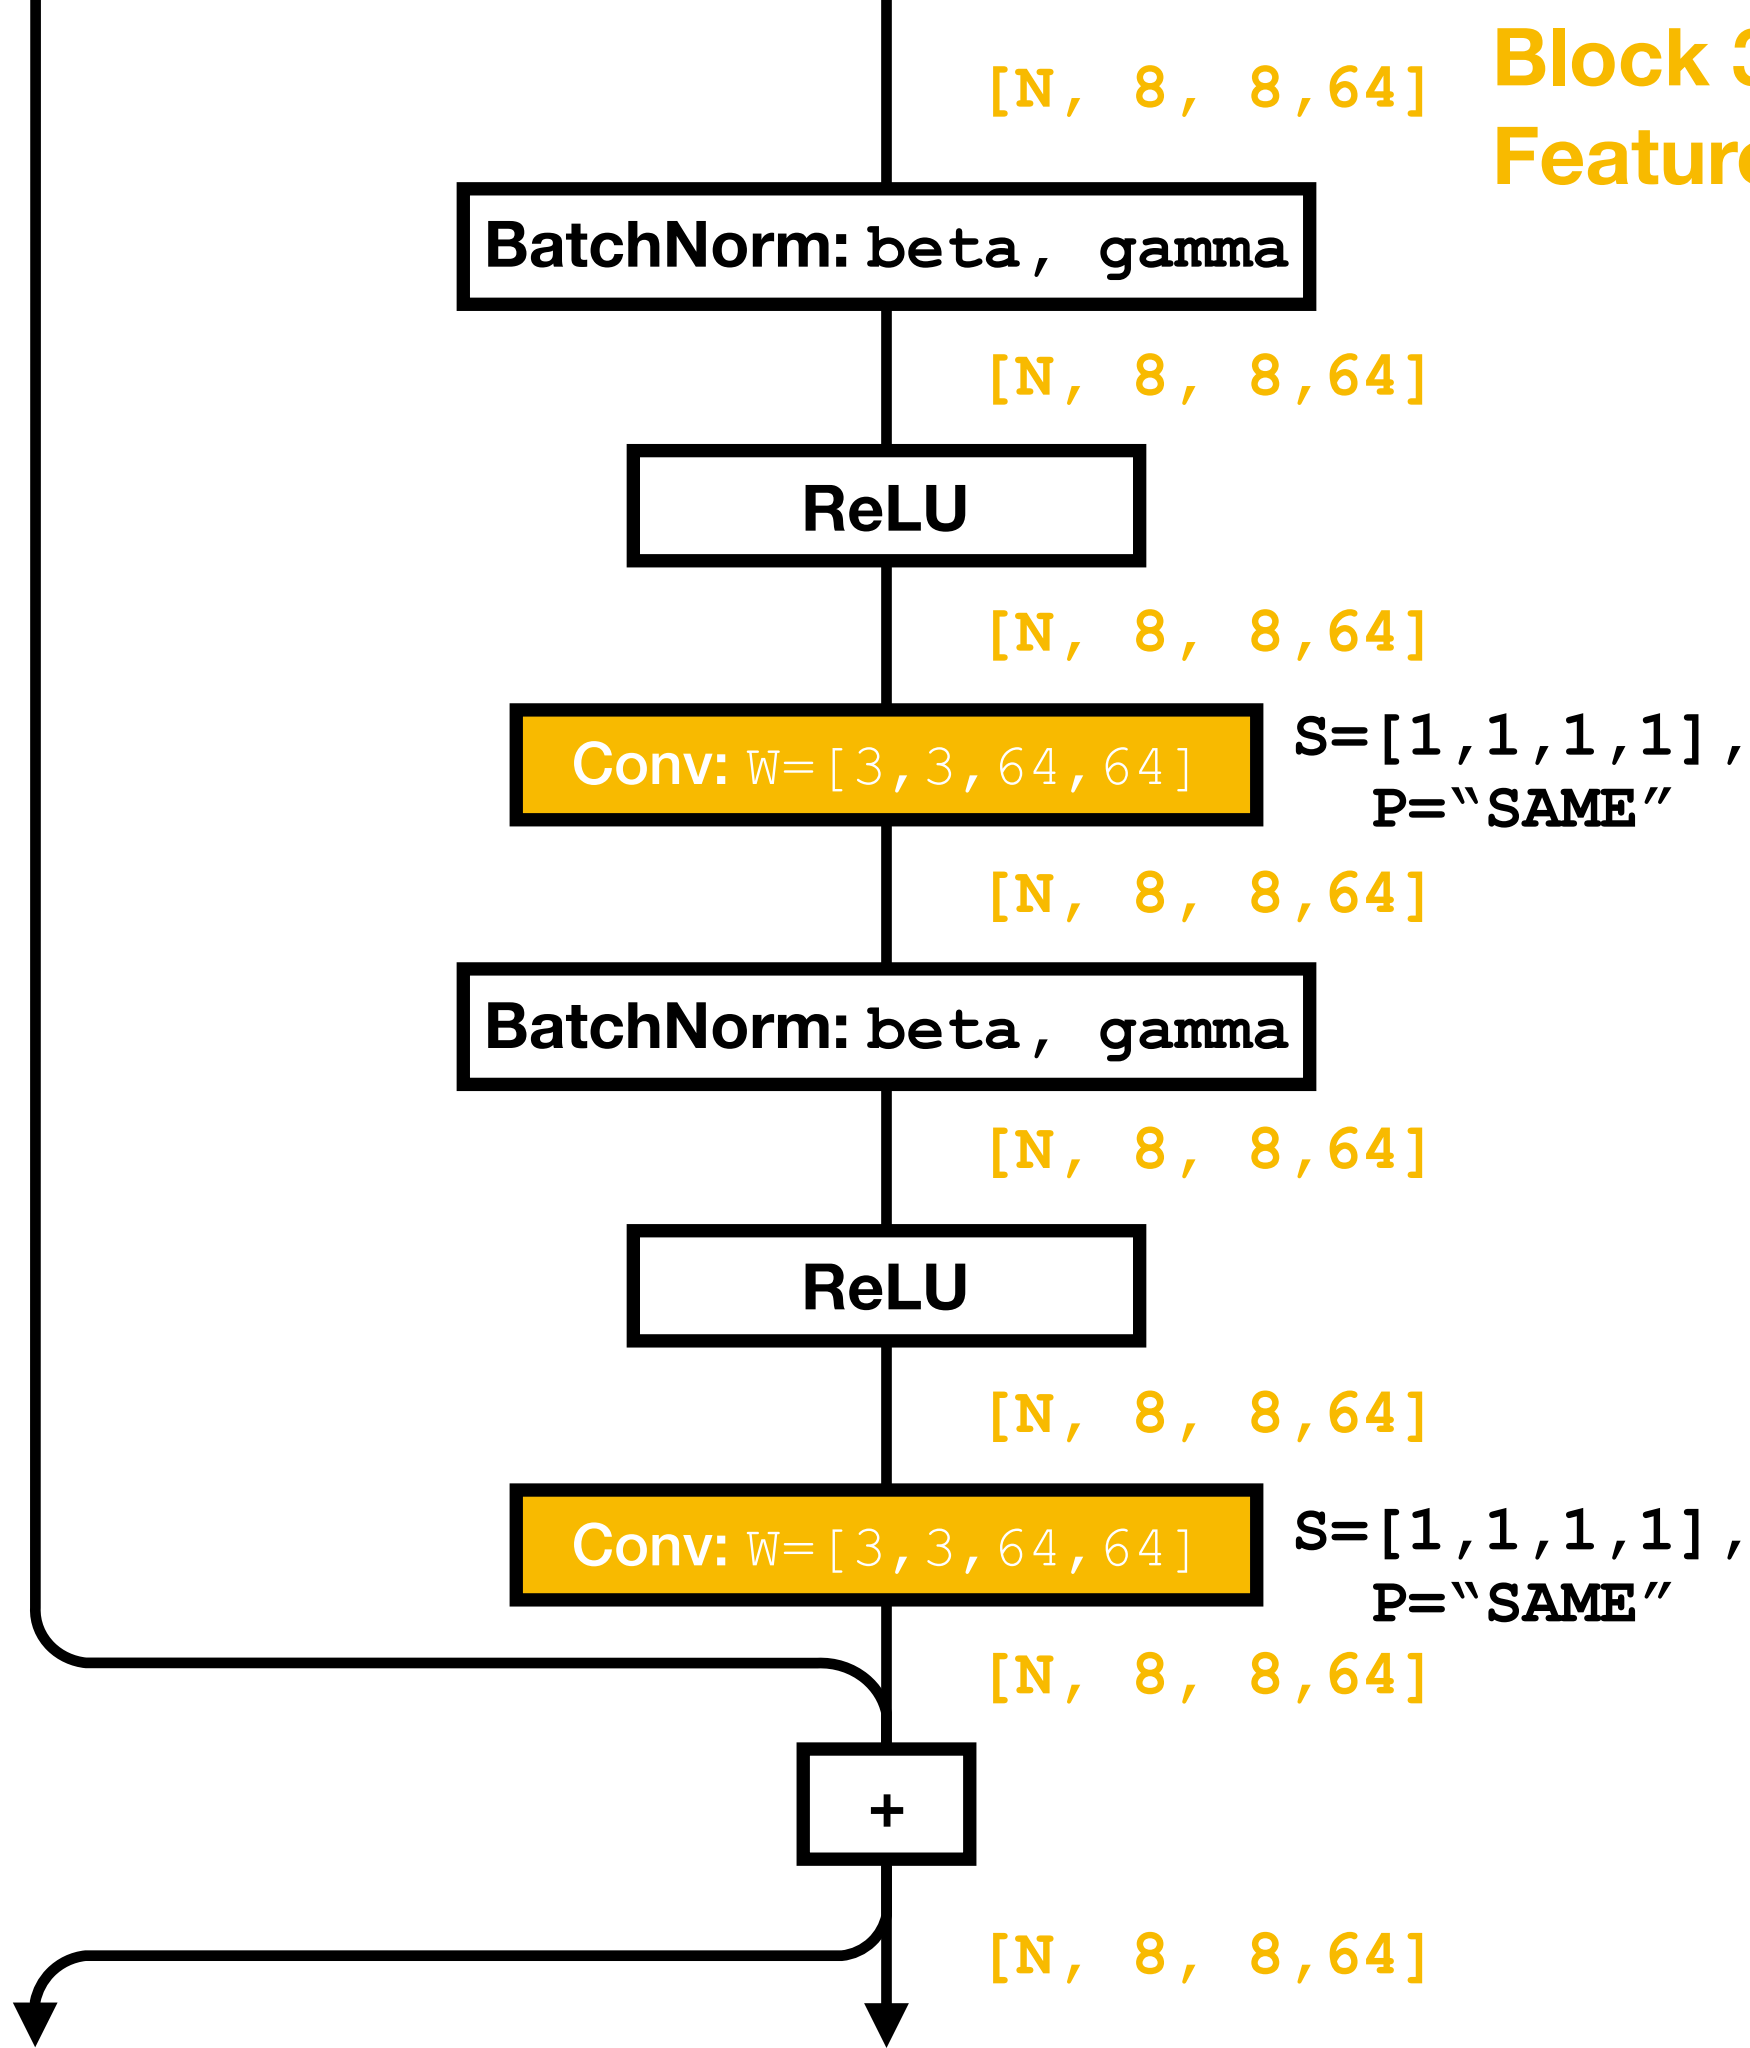 [N, 8, 8,64]
Block 3
Feature
BatchNorm: beta, gamma
[N, 8, 8,64]
ReLU
[N, 8, 8,64]
Conv: W=[3,3,64,64]
S=[1,1,1,1],
P=“SAME”
[N, 8, 8,64]
BatchNorm: beta, gamma
[N, 8, 8,64]
ReLU
[N, 8, 8,64]
Conv: W=[3,3,64,64]
S=[1,1,1,1],
P=“SAME”
[N, 8, 8,64]
+
[N, 8, 8,64]